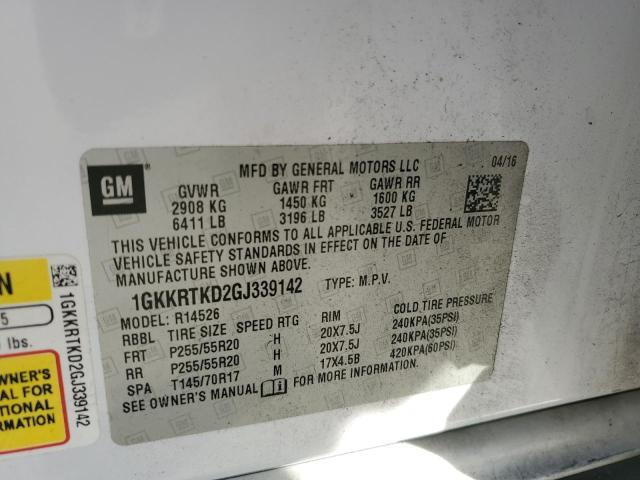 GM
MFD BY GENERAL MOTORS LLC 04/16
GVWR GAWR FRT GAWR RR
2908 KG 1450 KG 1600 KG
6411 LB 3196 LB 3527 LB
THIS VEHICLE CONFORMS TO ALL APPLICABLE U.S. FEDERAL MOTOR
VEHICLE SAFETY STANDARDS IN EFFECT ON THE DATE OF
MANUFACTURE SHOWN ABOVE.
1GKKRTKD2GJ339142 TYPE: M.P.V.
MODEL: R14526
RBBL TIRE SIZE SPEED RTG RIM COLD TIRE PRESSURE
FRT P255/55R20 H 20X7.5J 240KPA(35PSI)
RR P255/55R20 H 20X7.5J 240KPA(35PSI)
SPA T145/70R17 M 17X4.5B 420KPA(60PSI)
SEE OWNER'S MANUAL FOR MORE INFORMATION.
N
5
lbs.
OWNER'S
FOR
TIONAL
RMATION
1GKKRTKD2GJ339142